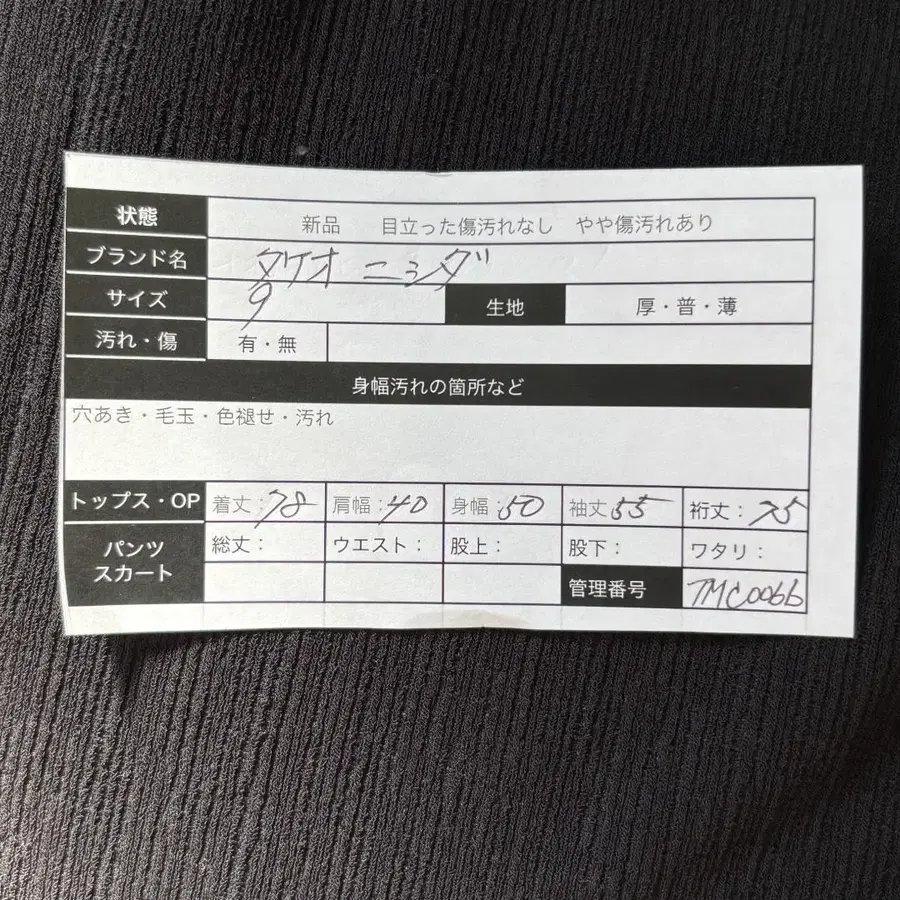 状態 新品 目立った傷汚れなし やや傷汚れあり
ブランド名 タケオ ニシダ
サイズ 9 生地 厚・普・薄
汚れ・傷 有・無
身幅汚れの箇所など
穴あき・毛玉・色褪せ・汚れ
トップス・OP 着丈：78 肩幅：40 身幅：50 袖丈55 裄丈：75
パンツ スカート 総丈： ウエスト： 股上： 股下： ワタリ：
管理番号 TMC0066